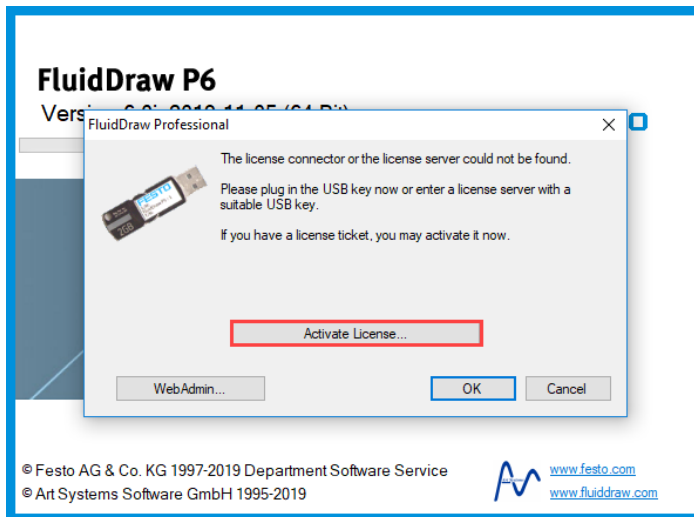 FluidDraw P6
FluidDraw Professional
The license connector or the license server could not be found.
Please plug in the USB key now or enter a license server with a
suitable USB key.
If you have a license ticket, you may activate it now.
FESTO
2GB
Activate License...
WebAdmin...
OK
Cancel
© Festo AG & Co. KG 1997-2019 Department Software Service
© Art Systems Software GmbH 1995-2019
www.festo.com
www.fluiddraw.com